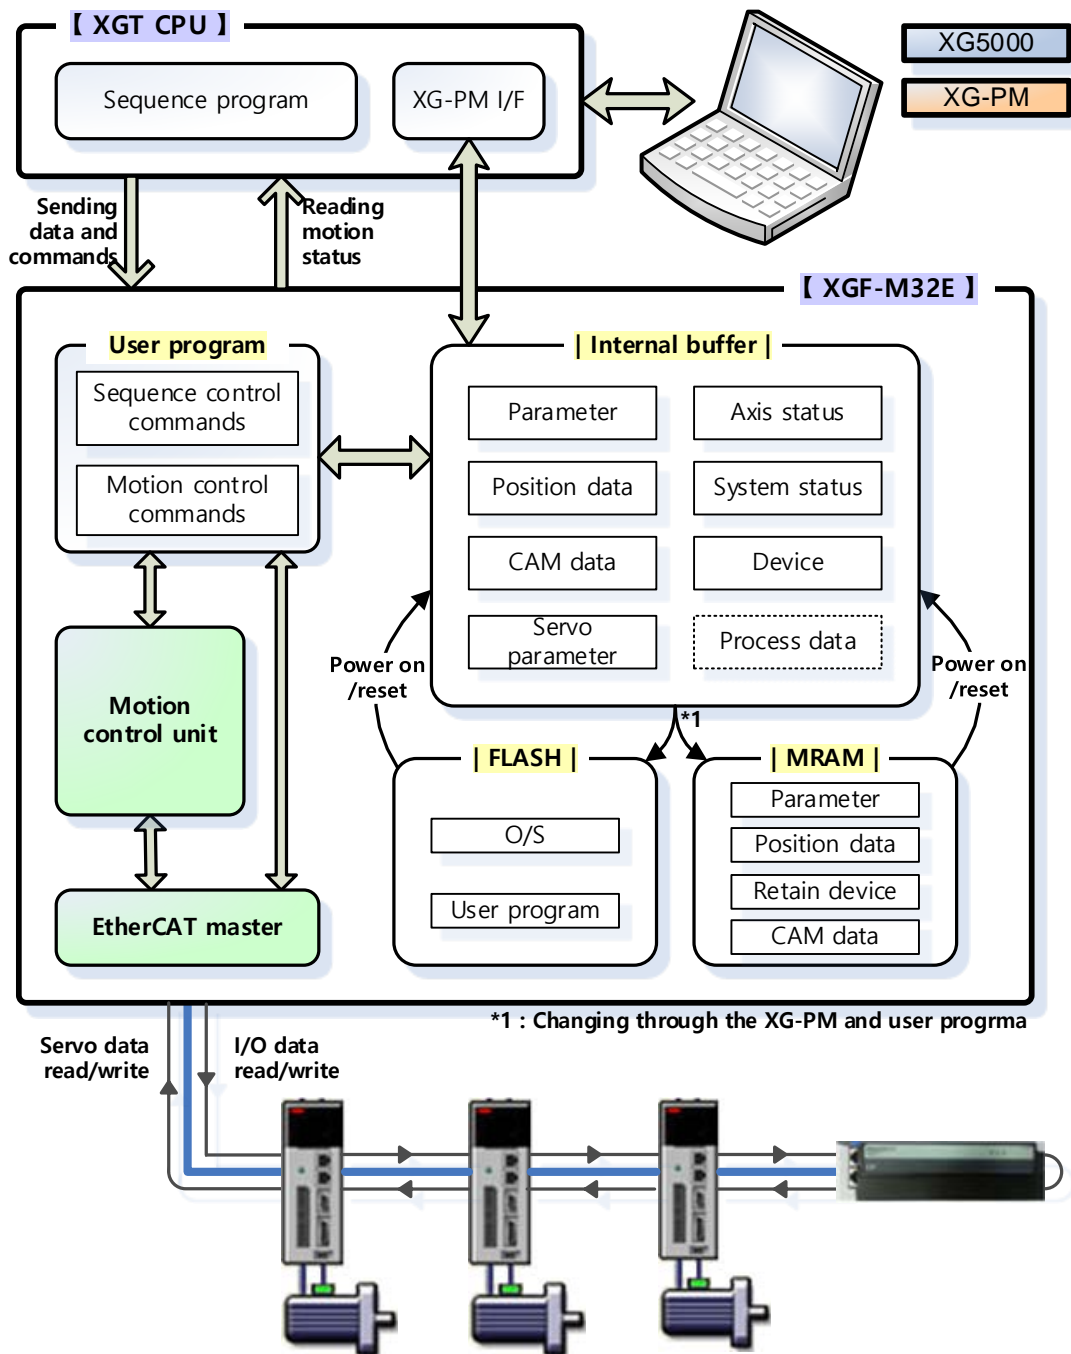 【 XGT CPU 】
Sequence program
XG-PM I/F
XG5000
XG-PM
Sending
data and
commands
Reading
motion
status
【 XGF-M32E 】
User program
Sequence control
commands
Motion control
commands
| Internal buffer |
Parameter
Axis status
Position data
System status
CAM data
Device
Servo
parameter
Process data
Power on
/reset
Power on
/reset
*1
Motion
control unit
EtherCAT master
| FLASH |
O/S
User program
| MRAM |
Parameter
Position data
Retain device
CAM data
*1 : Changing through the XG-PM and user progrma
Servo data
read/write
I/O data
read/write